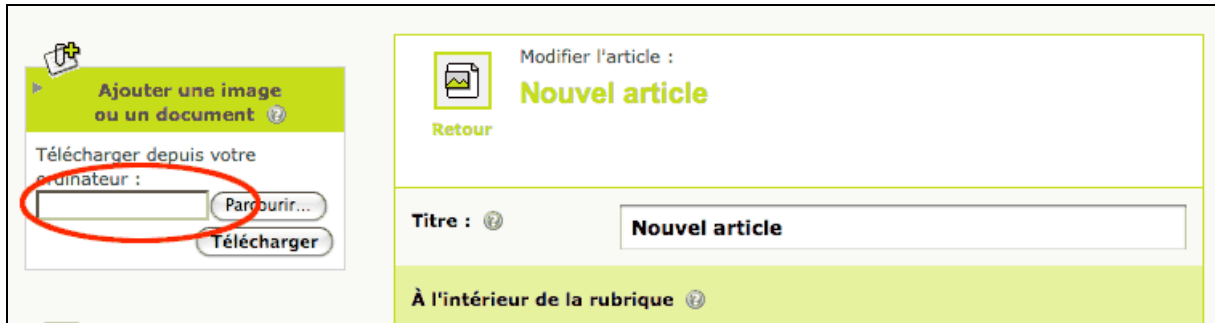 Ajouter une image
ou un document
Télécharger depuis votre
ordinateur :
Parcourir...
Télécharger
Modifier l'article :
Nouvel article
Retour
Titre :
Nouvel article
À l'intérieur de la rubrique